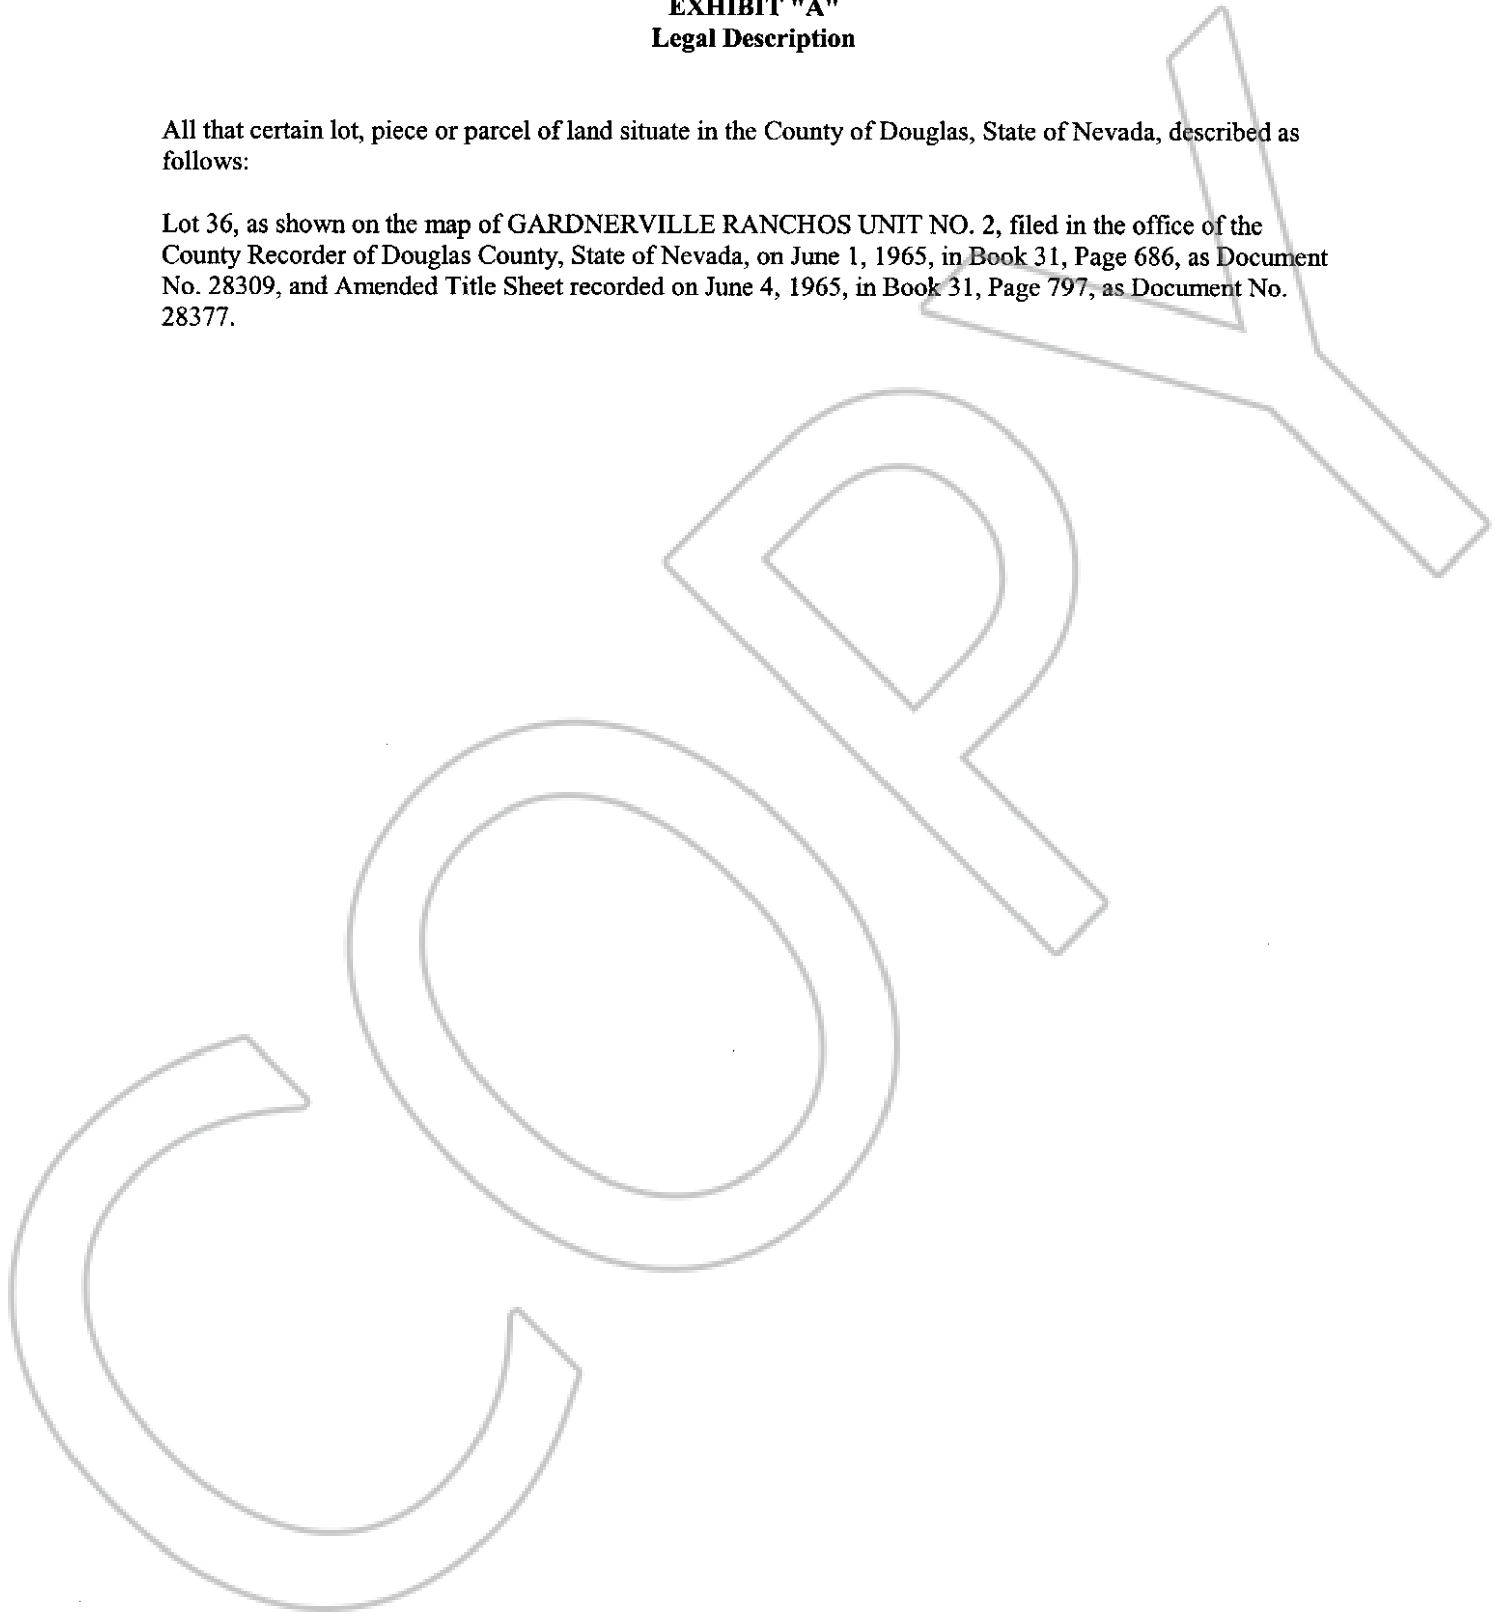 EXHIBIT "A"
Legal Description
All that certain lot, piece or parcel of land situate in the County of Douglas, State of Nevada, described as
follows:
Lot 36, as shown on the map of GARDNERVILLE RANCHOS UNIT NO. 2, filed in the office of the
County Recorder of Douglas County, State of Nevada, on June 1, 1965, in Book 31, Page 686, as Document
No. 28309, and Amended Title Sheet recorded on June 4, 1965, in Book 31, Page 797, as Document No.
28377.
COPY